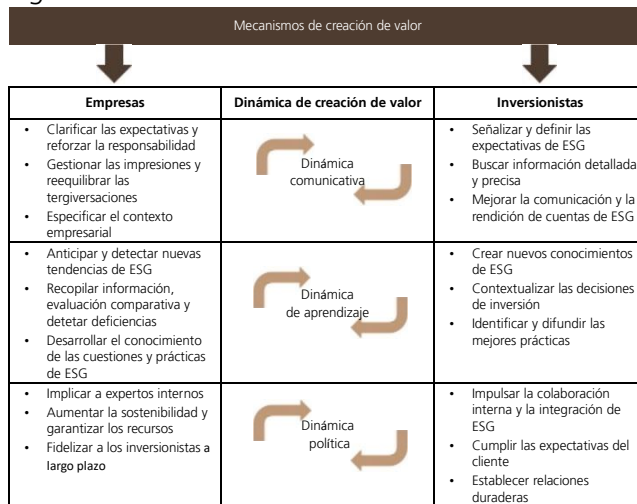 Mecanismos de creación de valor
Empresas
Dinámica de creación de valor
Inversionistas
• Clarificar las expectativas y
reforzar la responsabilidad
• Gestionar las impresiones y
reequilibrar las
tergiversaciones
• Especificar el contexto
empresarial
Dinámica
comunicativa
• Señalizar y definir las
expectativas de ESG
• Buscar información detallada
y precisa
• Mejorar la comunicación y la
rendición de cuentas de ESG
• Anticipar y detectar nuevas
tendencias de ESG
• Recopilar información,
evaluación comparativa y
detetar deficiencias
• Desarrollar el conocimiento
de las cuestiones y prácticas
de ESG
Dinámica
de aprendizaje
• Crear nuevos conocimientos
de ESG
• Contextualizar las decisiones
de inversión
• Identificar y difundir las
mejores prácticas
• Implicar a expertos internos
• Aumentar la sostenibilidad y
garantizar los recursos
• Fidelizar a los inversionistas a
largo plazo
Dinámica
política
• Impulsar la colaboración
interna y la integración de
ESG
• Cumplir las expectativas del
cliente
• Establecer relaciones
duraderas